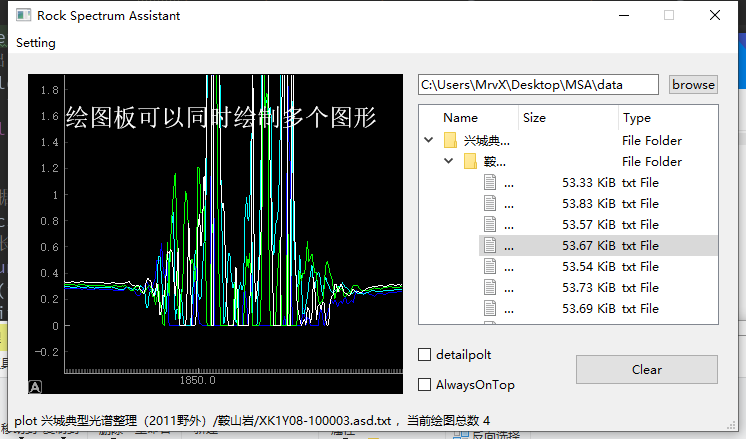 Rock Spectrum Assistant
Setting
C:\Users\MrvX\Desktop\MSA\data
browse
1.8
绘图板可以同时绘制多个图形
1.6
1.4
1.2
1
0.8
0.6
0.4
0.2
0
-0.2
1850.0
A
Name Size Type
兴城典... File Folder
鞍... File Folder
... 53.33 KiB txt File
... 53.83 KiB txt File
... 53.57 KiB txt File
... 53.67 KiB txt File
... 53.54 KiB txt File
... 53.73 KiB txt File
... 53.69 KiB txt File
detailpolt
AlwaysOnTop
Clear
plot 兴城典型光谱整理（2011野外）/鞍山岩/XK1Y08-100003.asd.txt ，当前绘图总数 4